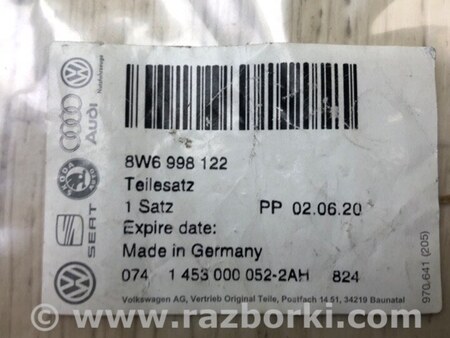 Nutzfahrzeuge
Audi
SKODA
SEAT
8W6 998 122
Teilesatz
1 Satz PP 02.06.20
Expire date:
Made in Germany
074 1 453 000 052-2AH 824
Volkswagen AG, Vertrieb Original Teile, Postfach 14 51, 34219 Baunatal
970.641 (205)
© www.razborki.com